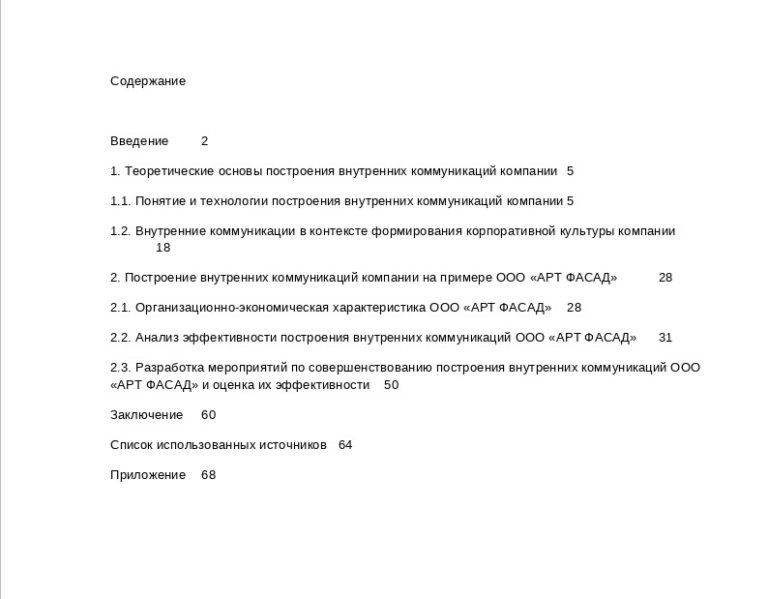 Содержание
Введение 2
1. Теоретические основы построения внутренних коммуникаций компании 5
1.1. Понятие и технологии построения внутренних коммуникаций компании 5
1.2. Внутренние коммуникации в контексте формирования корпоративной культуры компании
18
2. Построение внутренних коммуникаций компании на примере ООО «АРТ ФАСАД» 28
2.1. Организационно-экономическая характеристика ООО «АРТ ФАСАД» 28
2.2. Анализ эффективности построения внутренних коммуникаций ООО «АРТ ФАСАД» 31
2.3. Разработка мероприятий по совершенствованию построения внутренних коммуникаций ООО
«АРТ ФАСАД» и оценка их эффективности 50
Заключение 60
Список использованных источников 64
Приложение 68